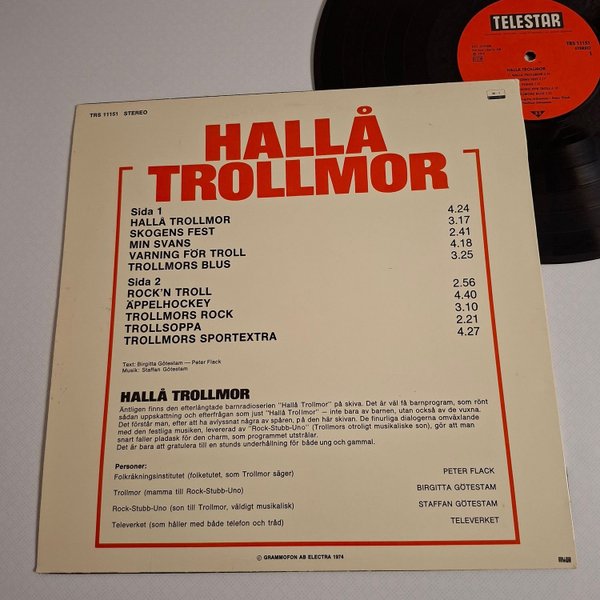 TELESTAR
TRS 11151
STEREO
HALLÅ TROLLMOR
TRS 11151 STEREO
HALLÅ
TROLLMOR
Sida 1
HALLÅ TROLLMOR 4.24
SKOGENS FEST 3.17
MIN SVANS 2.41
VARNING FÖR TROLL 4.18
TROLLMORS BLUS 3.25
Sida 2
ROCK'N TROLL 2.56
ÄPPELHOCKEY 4.40
TROLLMORS ROCK 3.10
TROLLSOPPA 2.21
TROLLMORS SPORTEXTRA 4.27
Text: Birgitta Götestam — Peter Flack
Musik: Staffan Götestam
HALLÅ TROLLMOR
Äntligen finns den efterlängtade barnradioserien "Hallå Trollmor" på skiva. Det är väl få barnprogram, som rönt
sådan uppskattning och efterfrågan som just "Hallå Trollmor" — inte bara av barnen, utan också av de vuxna.
Det förstår man, efter att ha avlyssnat några av spåren, på den här skivan. De finurliga dialogerna omväxlande
med den festliga musiken, levererad av "Rock-Stubb-Uno" (Trollmors otroligt musikaliske son), gör att man
snart faller pladask för den charm, som programmet utstrålar.
Det är bara att gratulera till en stunds underhållning för både ung och gammal.
Personer:
Folkräkningsinstitutet (folketutet, som Trollmor säger) PETER FLACK
Trollmor (mamma till Rock-Stubb-Uno) BIRGITTA GÖTESTAM
Rock-Stubb-Uno (son till Trollmor, väldigt musikalisk) STAFFAN GÖTESTAM
Televerket (som håller med både telefon och tråd) TELEVERKET
© GRAMMOFON AB ELECTRA 1974